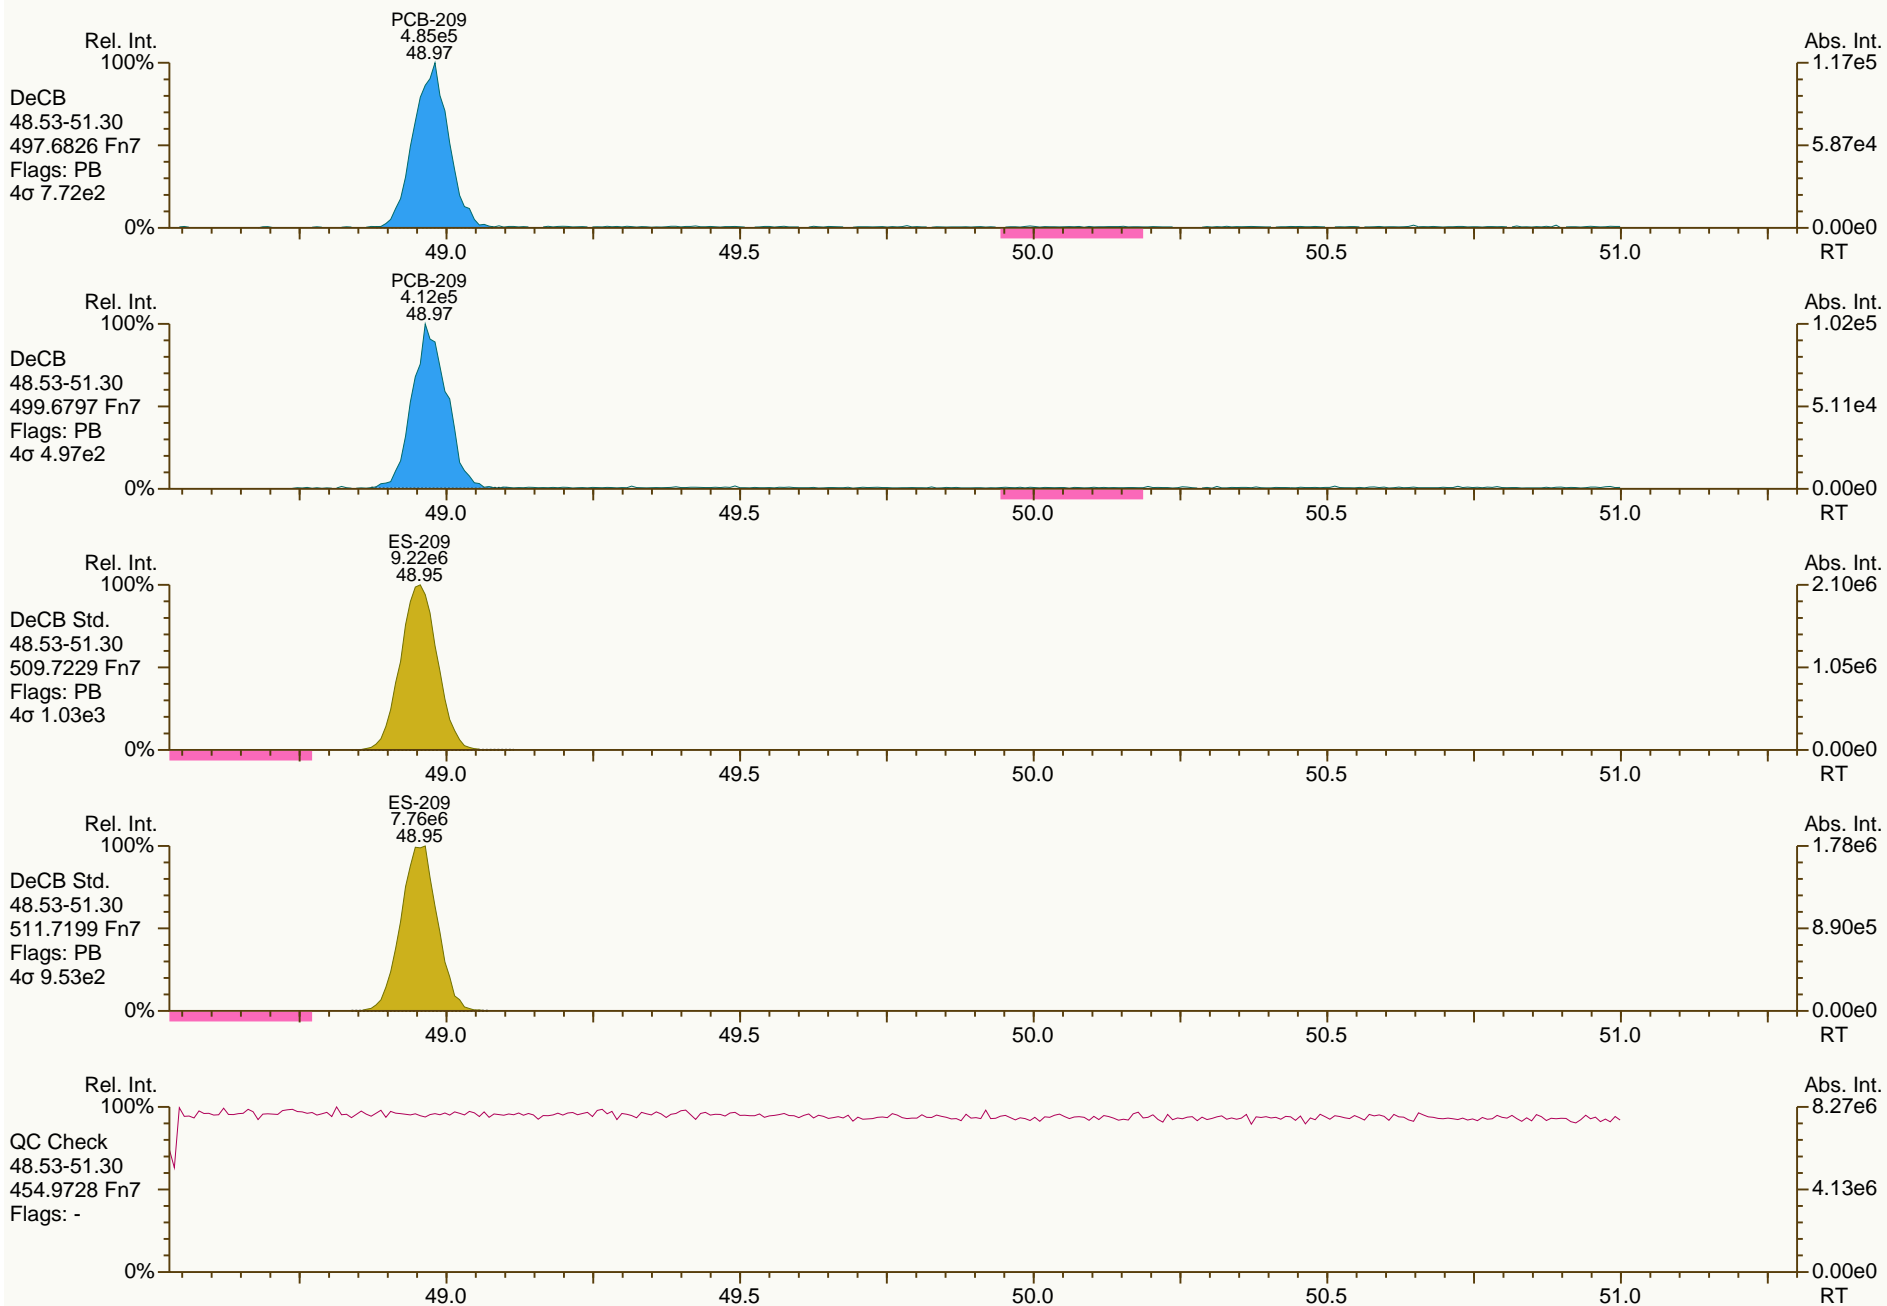 PCB-209
4.85e5
48.97
Rel. Int.
Abs. Int.
100%
1.17e5
DeCB
48.53-51.30
497.6826 Fn7
5.87e4
Flags: PB
4σ 7.72e2
0%
0.00e0
49.0 49.5 50.0 50.5 51.0 RT
PCB-209
4.12e5
48.97
Rel. Int.
Abs. Int.
100%
1.02e5
DeCB
48.53-51.30
499.6797 Fn7
5.11e4
Flags: PB
4σ 4.97e2
0%
0.00e0
49.0 49.5 50.0 50.5 51.0 RT
ES-209
9.22e6
48.95
Rel. Int.
Abs. Int.
100%
2.10e6
DeCB Std.
48.53-51.30
509.7229 Fn7
1.05e6
Flags: PB
4σ 1.03e3
0%
0.00e0
49.0 49.5 50.0 50.5 51.0 RT
ES-209
7.76e6
48.95
Rel. Int.
Abs. Int.
100%
1.78e6
DeCB Std.
48.53-51.30
511.7199 Fn7
8.90e5
Flags: PB
4σ 9.53e2
0%
0.00e0
49.0 49.5 50.0 50.5 51.0 RT
Rel. Int.
Abs. Int.
100%
8.27e6
QC Check
48.53-51.30
454.9728 Fn7
4.13e6
Flags: -
0%
0.00e0
49.0 49.5 50.0 50.5 51.0 RT